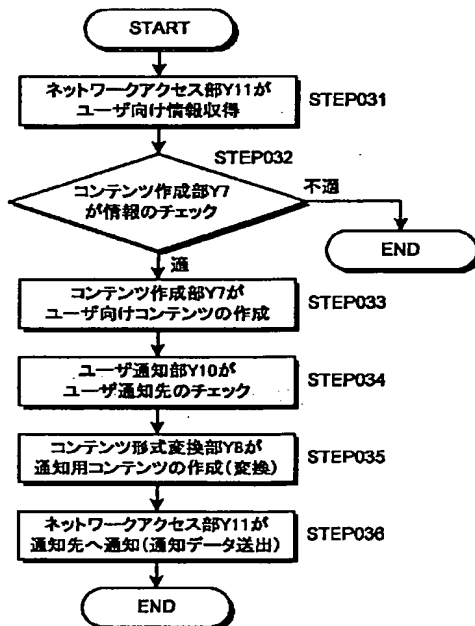 START
ネットワークアクセス部Y11が
ユーザ向け情報取得
STEP031
STEP032
コンテンツ作成部Y7
が情報のチェック
不適
END
適
コンテンツ作成部Y7が
ユーザ向けコンテンツの作成
STEP033
ユーザ通知部Y10が
ユーザ通知先のチェック
STEP034
コンテンツ形式変換部Y8が
通知用コンテンツの作成(変換)
STEP035
ネットワークアクセス部Y11が
通知先へ通知(通知データ送出)
STEP036
END